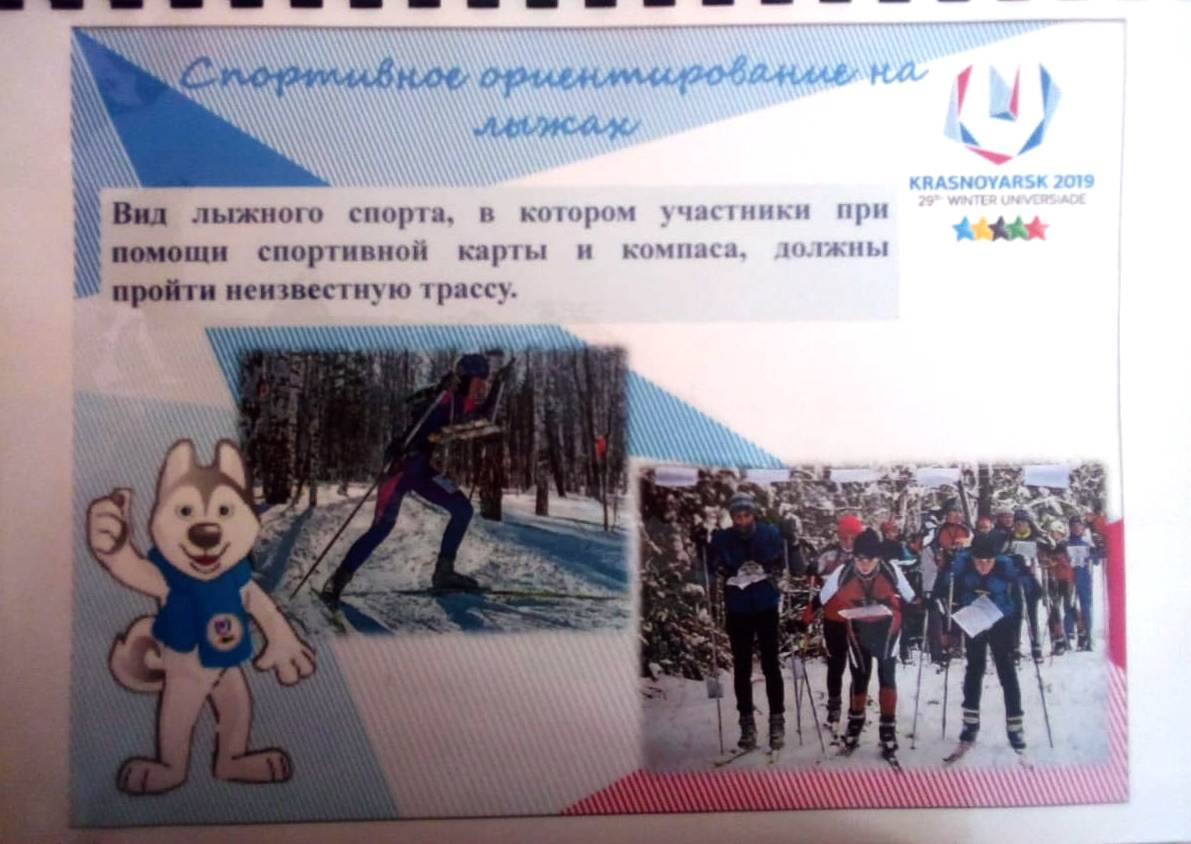 Спортивное ориентирование на
лыжах
KRASNOYARSK 2019
29TH WINTER UNIVERSIADE
Вид лыжного спорта, в котором участники при
помощи спортивной карты и компаса, должны
пройти неизвестную трассу.